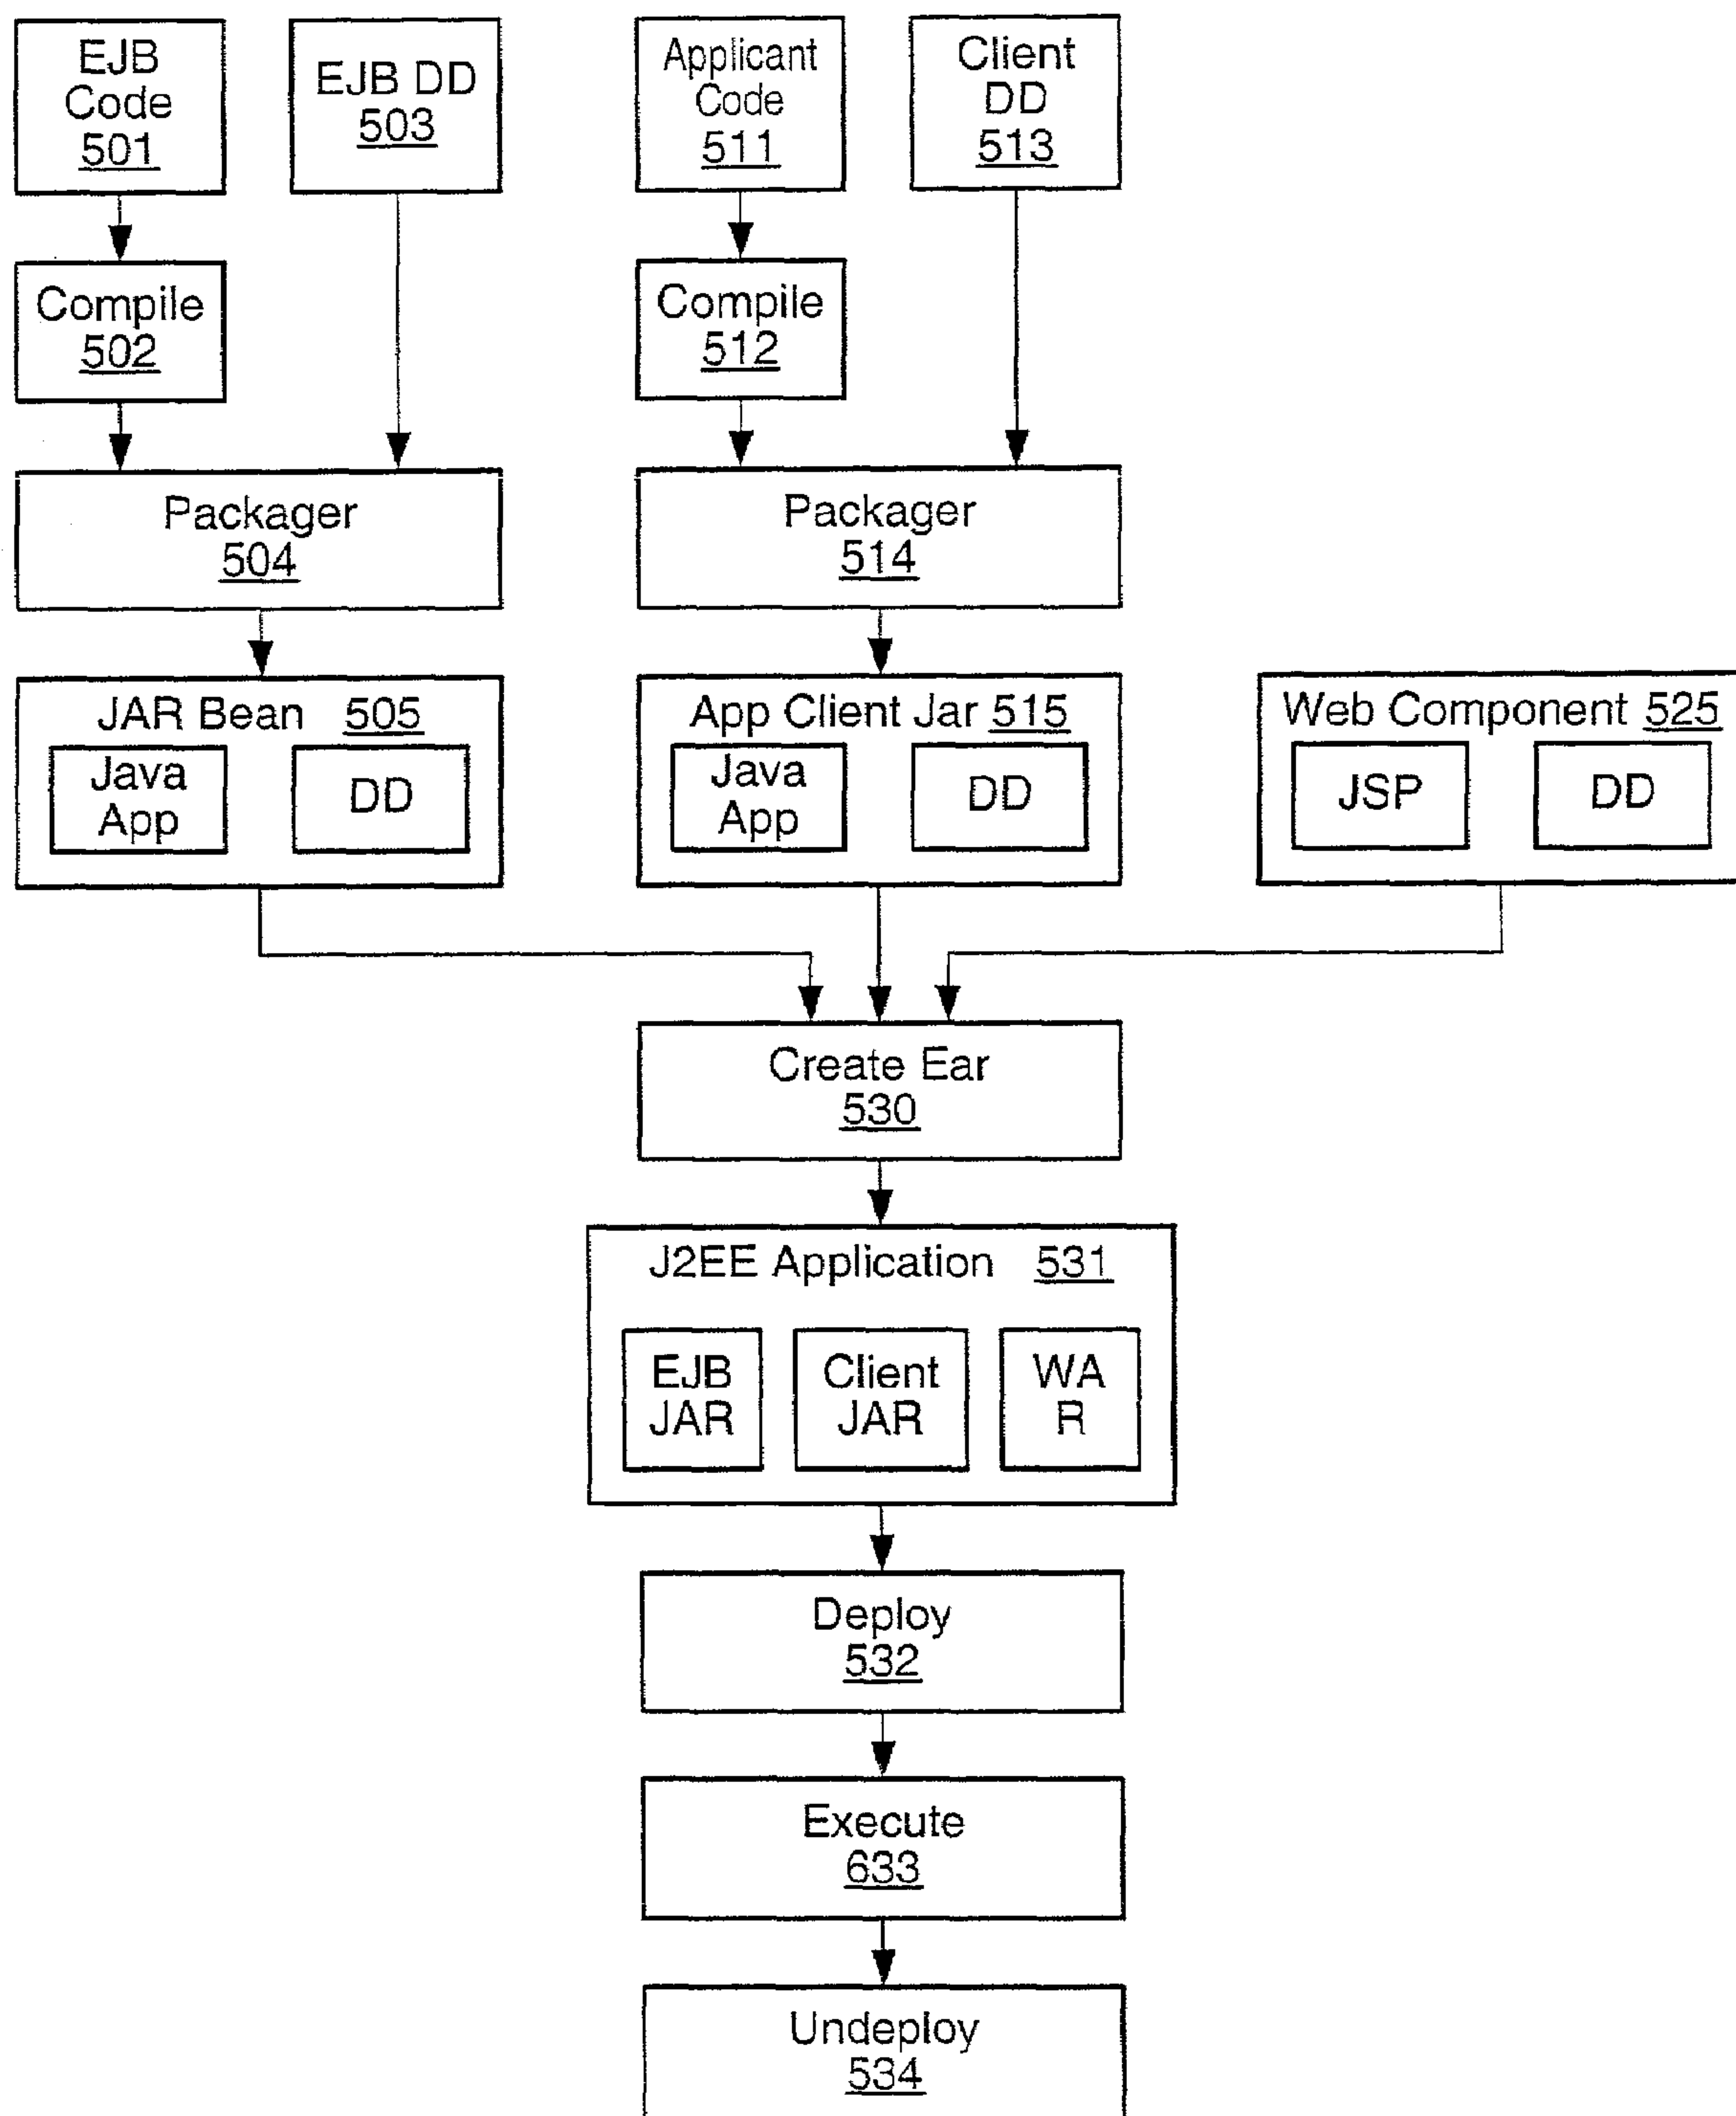 EJB
Code
501
EJB DD
503
Applicant
Code
511
Client
DD
513
Compile
502
Compile
512
Packager
504
Packager
514
JAR Bean 505
Java
App
DD
App Client Jar 515
Java
App
DD
Web Component 525
JSP
DD
Create Ear
530
J2EE Application 531
EJB
JAR
Client
JAR
WA
R
Deploy
532
Execute
633
Undeploy
534